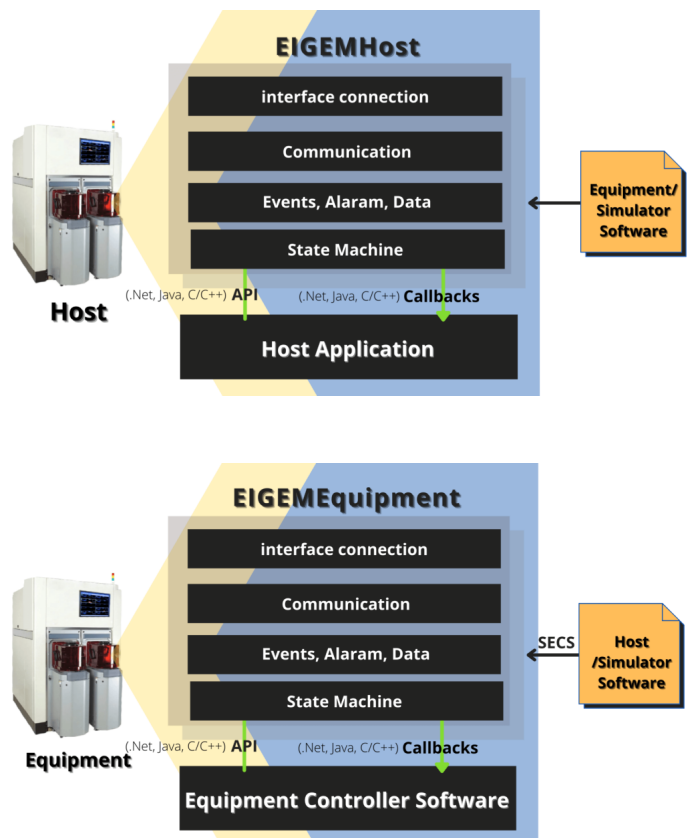 EIGEMHost
interface connection
Communication
Events, Alaram, Data
State Machine
Equipment/
Simulator
Software
Host
(.Net, Java, C/C++) API
(.Net, Java, C/C++) Callbacks
Host Application
EIGEMEquipment
interface connection
Communication
Events, Alaram, Data
State Machine
SECS
Host
/Simulator
Software
Equipment
(.Net, Java, C/C++) API
(.Net, Java, C/C++) Callbacks
Equipment Controller Software